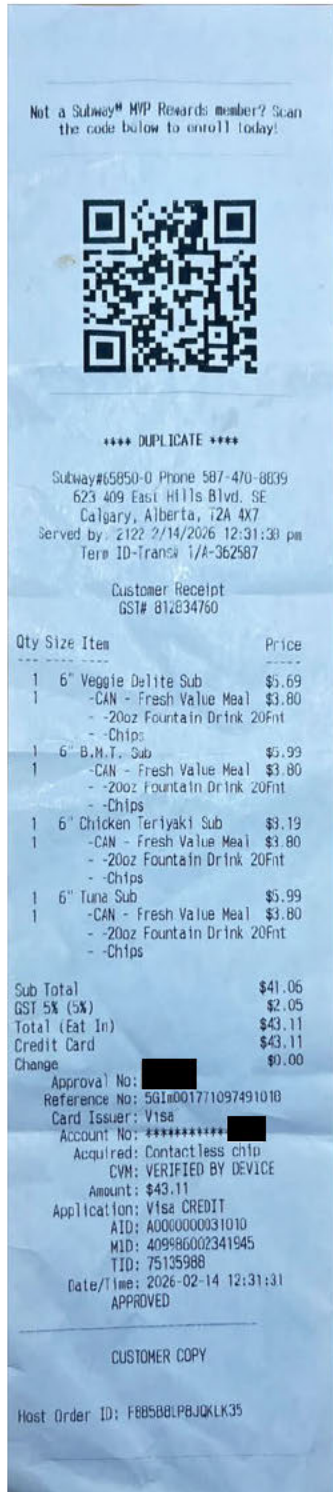 Not a Subway® MVP Rewards member? Scan
the code below to enroll today!
**** DUPLICATE ****
Subway#65850-0 Phone 587-470-8839
623 409 East Hills Blvd. SE
Calgary, Alberta, T2A 4X7
Served by: 2122 2/14/2026 12:31:38 pm
Term ID-Trans# 1/A-362587
Customer Receipt
GST# 812834760
Qty Size Item Price
--- ---- ---- -----
1 6" Veggie Delite Sub $5.69
1 -CAN - Fresh Value Meal $3.80
- -20oz Fountain Drink 20Fnt
- -Chips
1 6" B.M.T. Sub $5.99
1 -CAN - Fresh Value Meal $3.80
- -20oz Fountain Drink 20Fnt
- -Chips
1 6" Chicken Teriyaki Sub $8.19
1 -CAN - Fresh Value Meal $3.80
- -20oz Fountain Drink 20Fnt
- -Chips
1 6" Tuna Sub $5.99
1 -CAN - Fresh Value Meal $3.80
- -20oz Fountain Drink 20Fnt
- -Chips
Sub Total $41.06
GST 5% (5%) $2.05
Total (Eat In) $43.11
Credit Card $43.11
Change $0.00
Approval No:
Reference No: 5GIm001771097491018
Card Issuer: Visa
Account No: ************
Acquired: Contactless chip
CVM: VERIFIED BY DEVICE
Amount: $43.11
Application: Visa CREDIT
AID: A0000000031010
MID: 409986002341945
TID: 75135988
Date/Time: 2026-02-14 12:31:31
APPROVED
CUSTOMER COPY
Host Order ID: